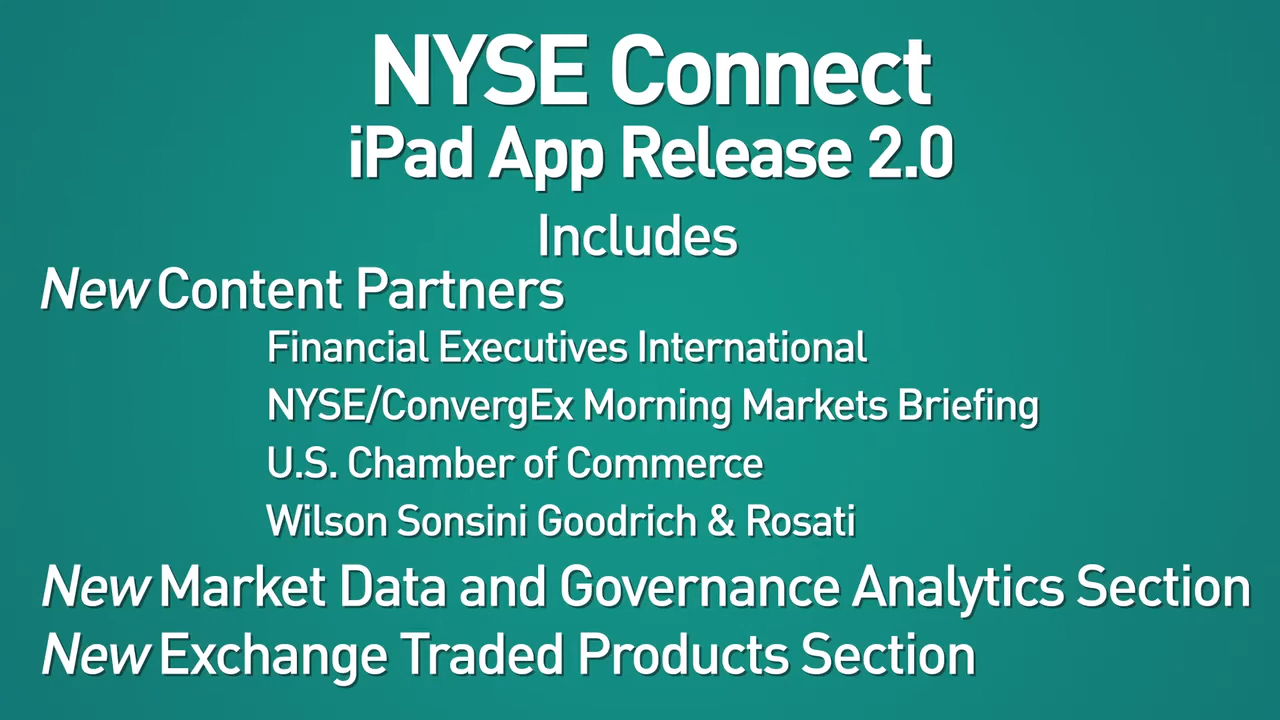 NYSE Connect
iPad App Release 2.0
Includes
New Content Partners
Financial Executives International
NYSE/ConvergEx Morning Markets Briefing
U.S. Chamber of Commerce
Wilson Sonsini Goodrich & Rosati
New Market Data and Governance Analytics Section
New Exchange Traded Products Section